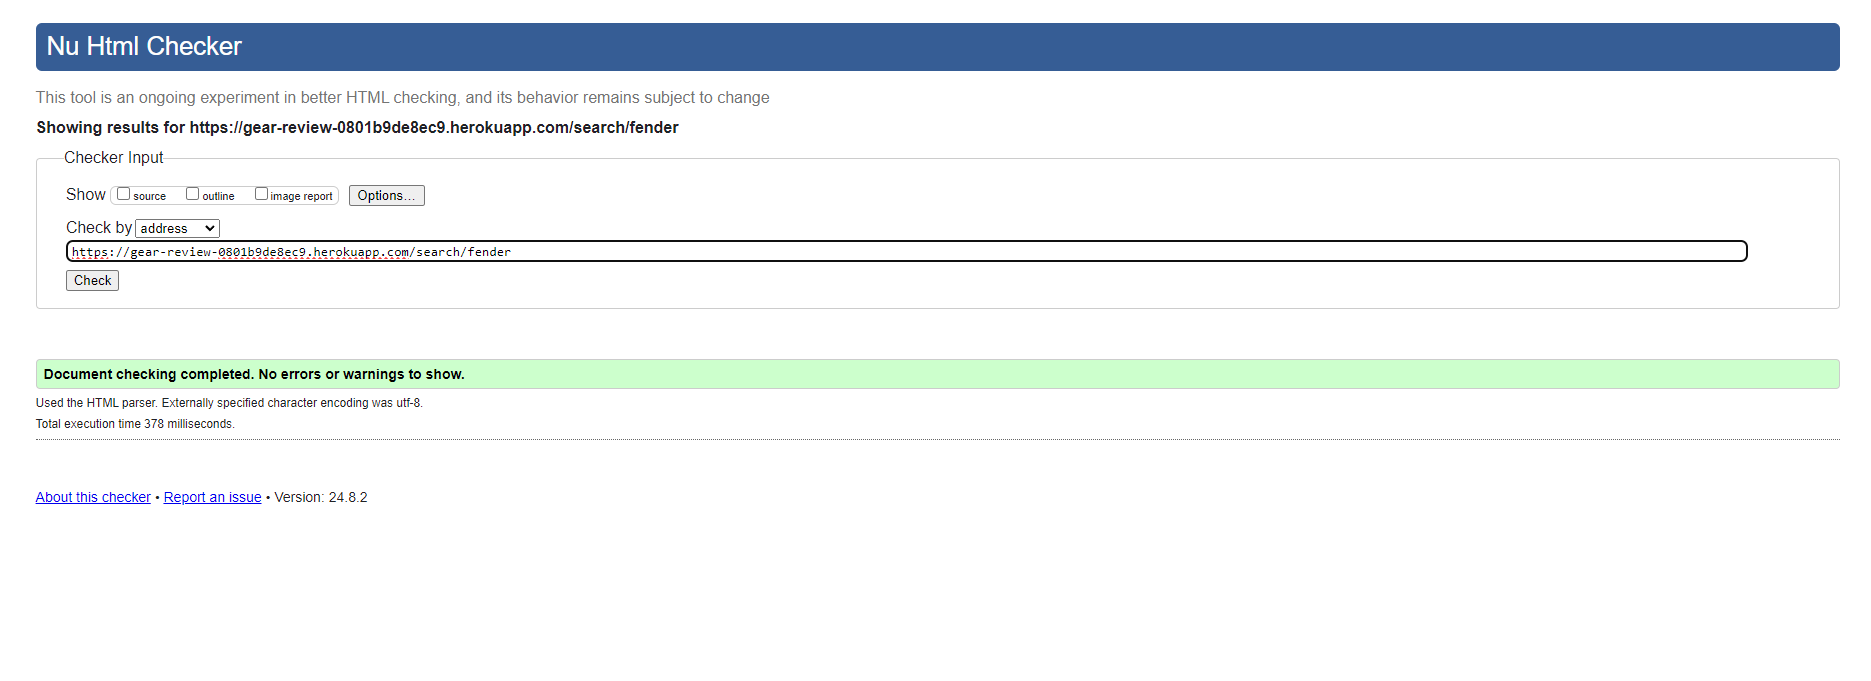 Nu Html Checker
This tool is an ongoing experiment in better HTML checking, and its behavior remains subject to change
Showing results for https://gear-review-0801b9de8ec9.herokuapp.com/search/fender
Checker Input
Show source outline image report Options...
Check by address
https://gear-review-0801b9de8ec9.herokuapp.com/search/fender
Check
Document checking completed. No errors or warnings to show.
Used the HTML parser. Externally specified character encoding was utf-8.
Total execution time 378 milliseconds.
About this checker • Report an issue • Version: 24.8.2